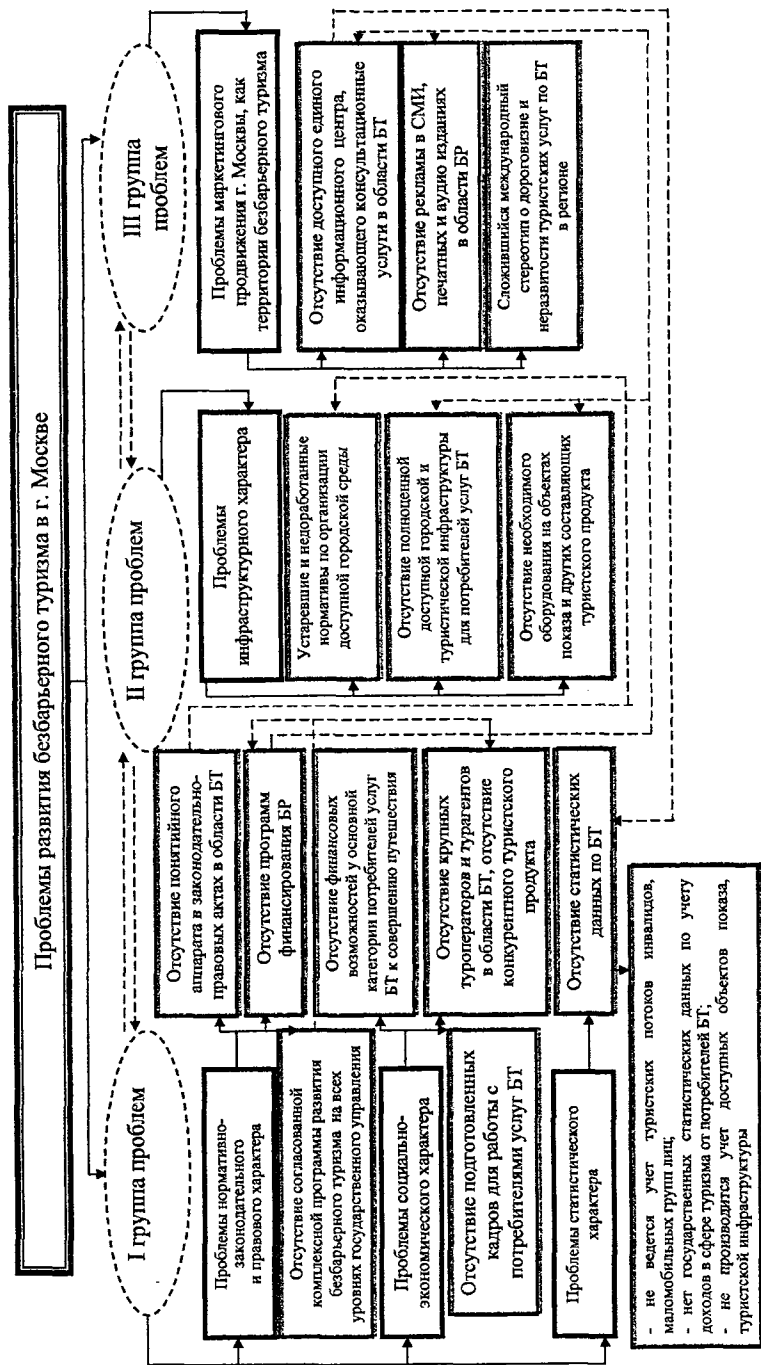 Проблемы развития безбарьерного туризма в г. Москве
I группа проблем
Проблемы нормативно-
законодательного
и правового характера
Отсутствие согласованной
комплексной программы развития
безбарьерного туризма на всех
уровнях государственного управления
Проблемы социально-
экономического характера
Отсутствие подготовленных
кадров для работы с
потребителями услуг БТ
Проблемы статистического
характера
Отсутствие понятийного
аппарата в законодательно-
правовых актах в области БТ
Отсутствие программ
финансирования БР
Отсутствие финансовых
возможностей у основной
категории потребителей услуг
БТ к совершению путешествия
Отсутствие крупных
туроператоров и турагентов
в области БТ, отсутствие
конкурентного туристского
продукта
Отсутствие статистических
данных по БТ
- не ведется учет туристских потоков инвалидов,
маломобильных групп лиц;
- нет государственных статистических данных по учету
доходов в сфере туризма от потребителей БТ;
- не производится учет доступных объектов показа,
туристской инфраструктуры
II группа проблем
Проблемы
инфраструктурного характера
Устаревшие и недоработанные
нормативы по организации
доступной городской среды
Отсутствие полноценной
доступной городской и
туристической инфраструктуры
для потребителей услуг БТ
Отсутствие необходимого
оборудования на объектах
показа и других составляющих
туристского продукта
III группа
проблем
Проблемы маркетингового
продвижения г. Москвы, как
территории безбарьерного туризма
Отсутствие доступного единого
информационного центра,
оказывающего консультационные
услуги в области БТ
Отсутствие рекламы в СМИ,
печатных и аудио изданиях
в области БР
Сложившийся международный
стереотип о дороговизне и
неразвитости туристских услуг по БТ
в регионе